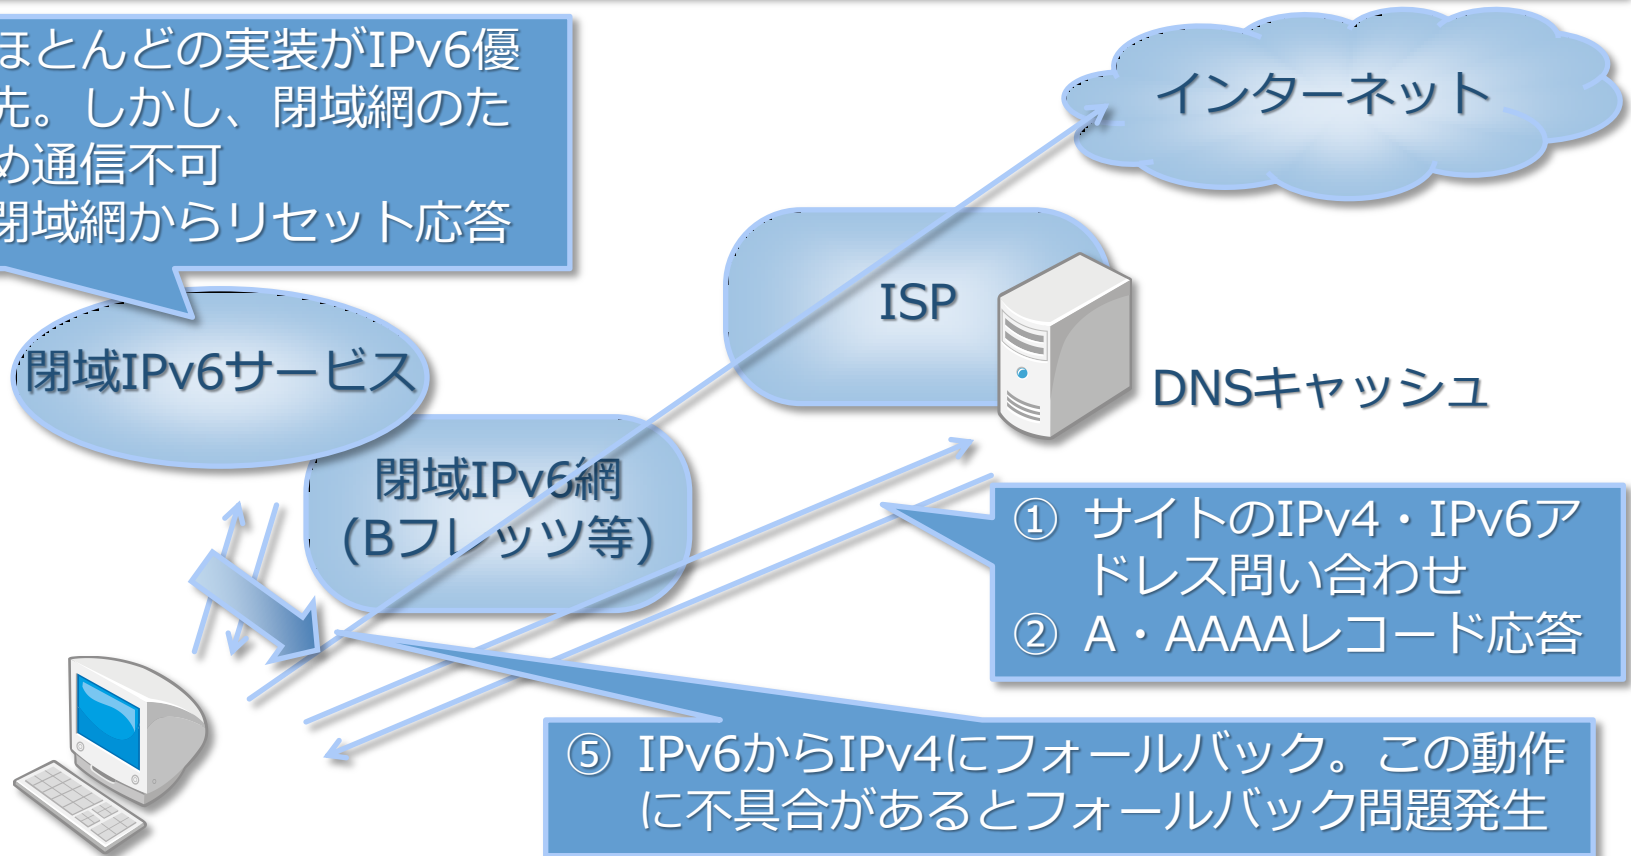 ほとんどの実装がIPv6優
先。しかし、閉域網のた
め通信不可
閉域網からリセット応答
インターネット
ISP
閉域IPv6サービス
DNSキャッシュ
閉域IPv6網
(Bフレッツ等)
① サイトのIPv4・IPv6ア
ドレス問い合わせ
② A・AAAAレコード応答
⑤ IPv6からIPv4にフォールバック。この動作
に不具合があるとフォールバック問題発生